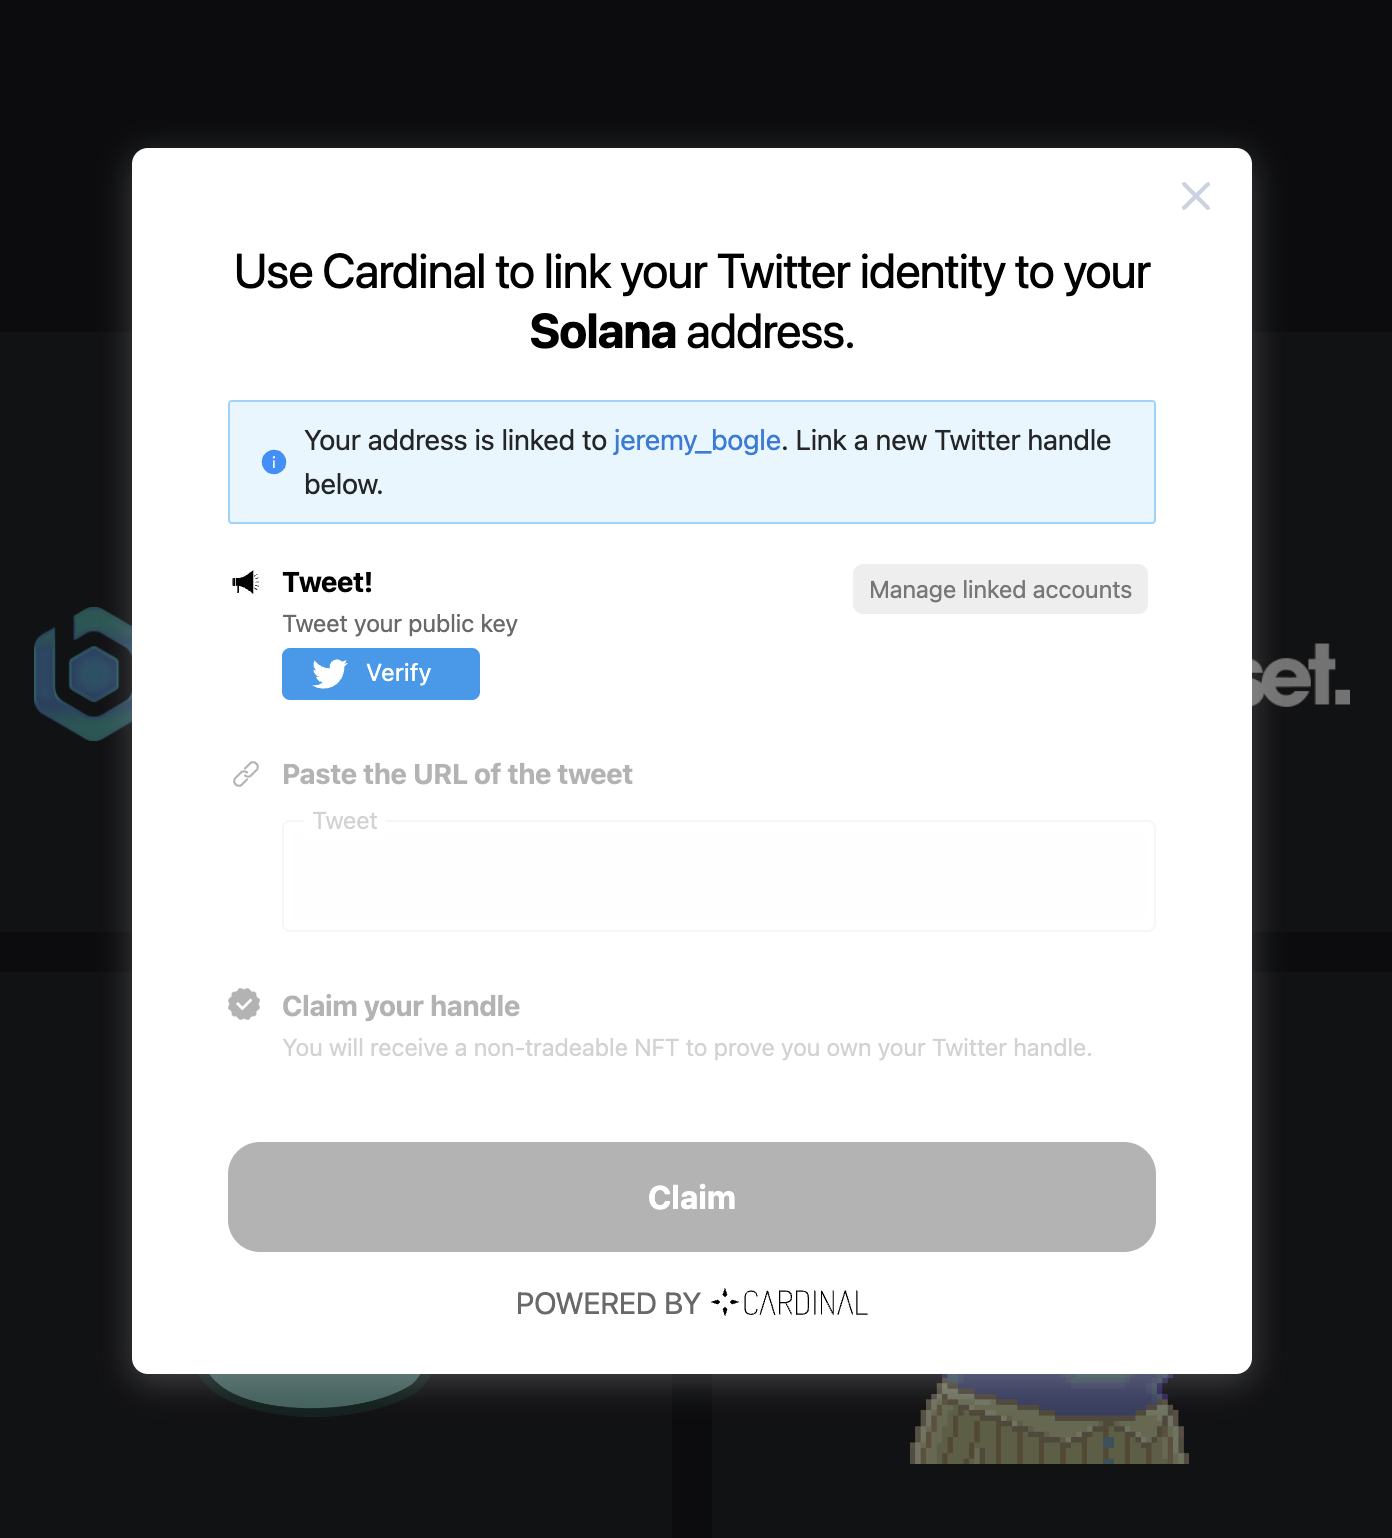 Use Cardinal to link your Twitter identity to your
Solana address.
Your address is linked to jeremy_bogle. Link a new Twitter handle
below.
Tweet!
Manage linked accounts
Tweet your public key
Verify
Paste the URL of the tweet
Tweet
Claim your handle
You will receive a non-tradeable NFT to prove you own your Twitter handle.
Claim
POWERED BY CARDINAL